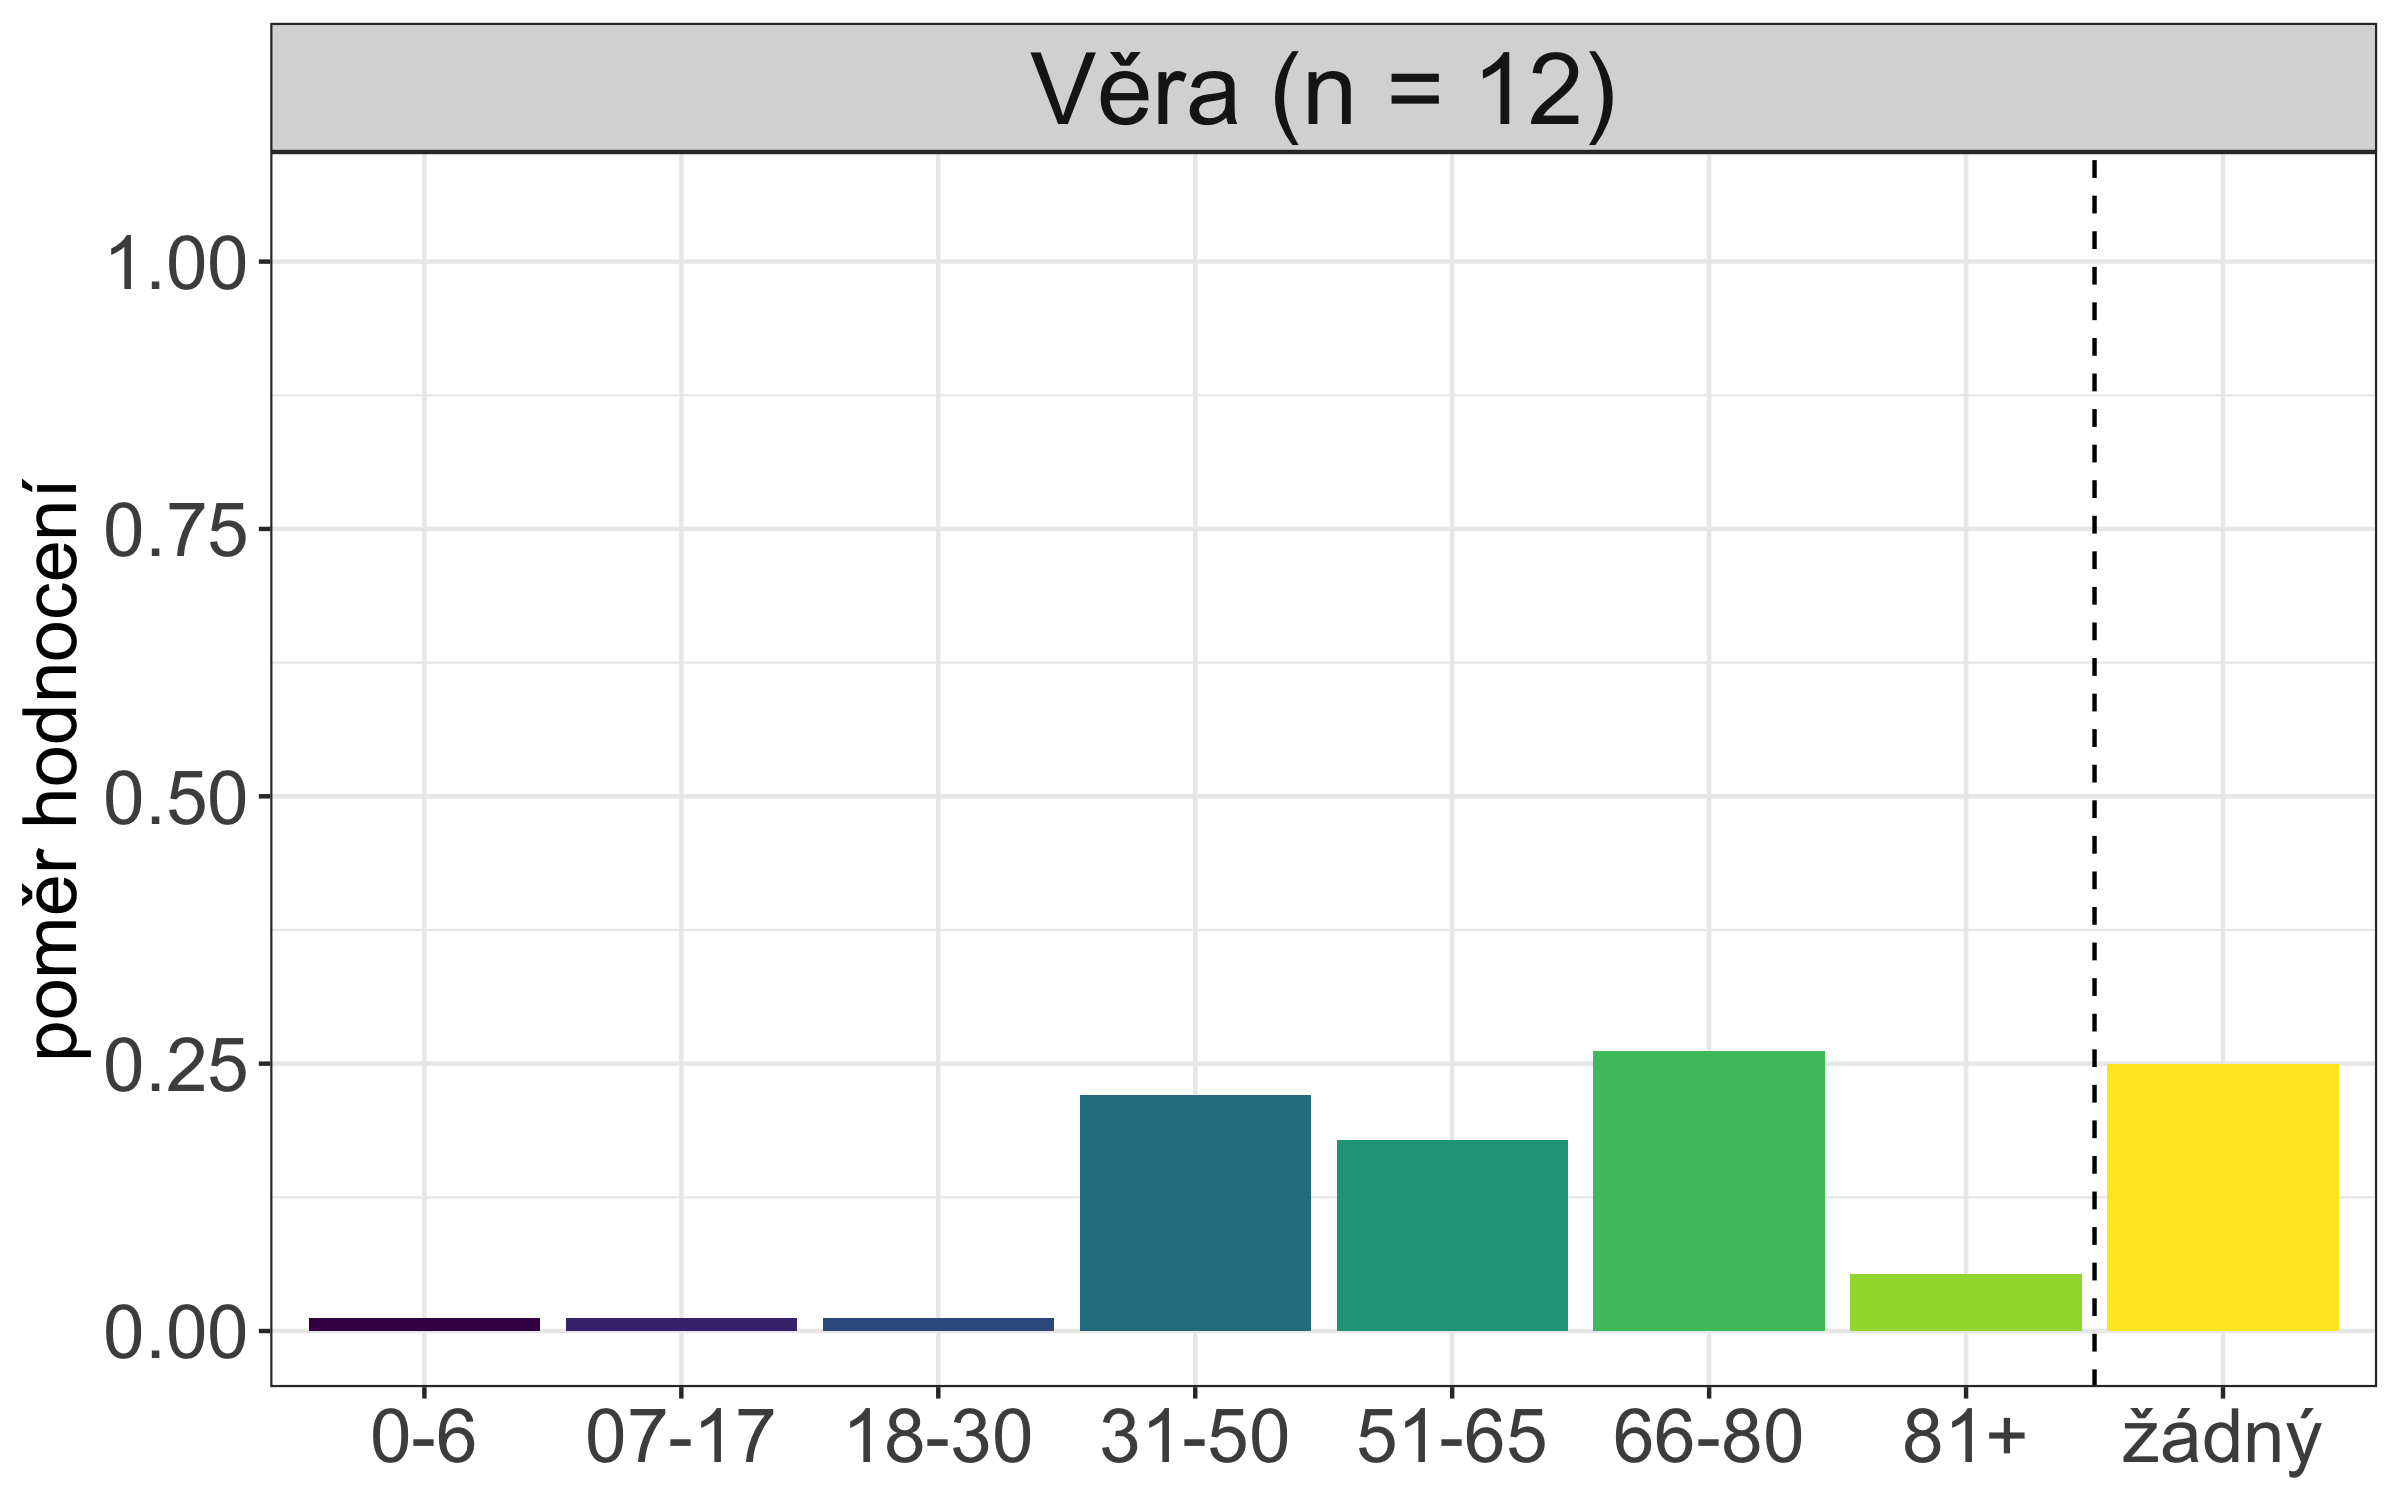 Věra (n = 12)
poměr hodnocení
1.00
0.75
0.50
0.25
0.00
0-6 07-17 18-30 31-50 51-65 66-80 81+ žádný